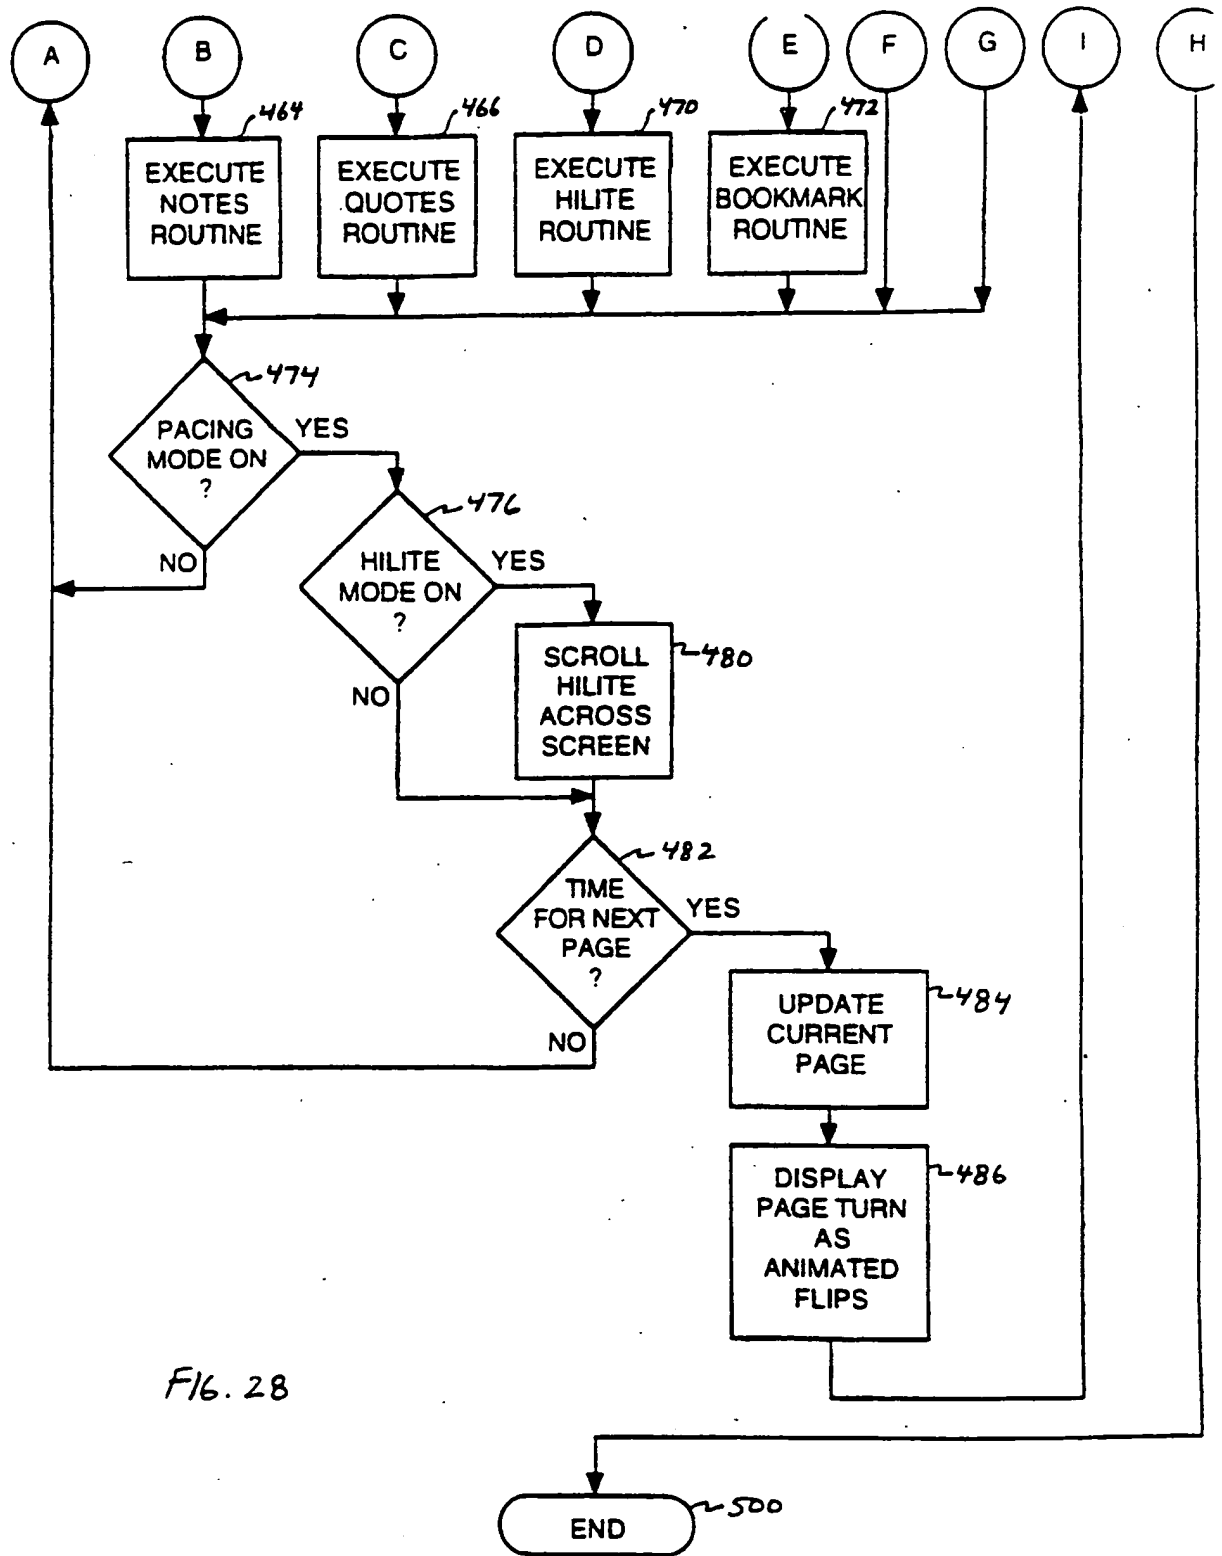 A B C D E F G I H
464 466 470 472
EXECUTE
NOTES
ROUTINE
EXECUTE
QUOTES
ROUTINE
EXECUTE
HILITE
ROUTINE
EXECUTE
BOOKMARK
ROUTINE
474
PACING
MODE ON
?
YES
NO
476
HILITE
MODE ON
?
YES
NO
480
SCROLL
HILITE
ACROSS
SCREEN
482
TIME
FOR NEXT
PAGE
?
YES
NO
484
UPDATE
CURRENT
PAGE
486
DISPLAY
PAGE TURN
AS
ANIMATED
FLIPS
FIG. 28
500
END